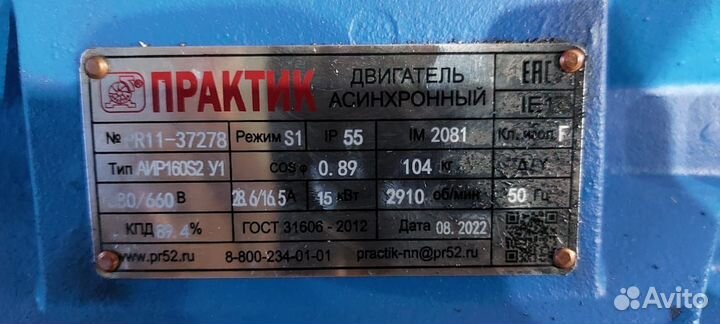 ПРАКТИК ДВИГАТЕЛЬ АСИНХРОННЫЙ EAC
IE1
№ PR11-37278 Режим S1 IP 55 IM 2081 Кл. изол. F
Тип АИР160S2 У1 cos φ 0.89 104 кг Δ/Y
380/660 В 28.6/16.5 А 15 кВт 2910 об/мин 50 Гц
КПД 89.4% ГОСТ 31606 - 2012 Дата 08.2022
www.pr52.ru 8-800-234-01-01 practik-nn@pr52.ru
Avito